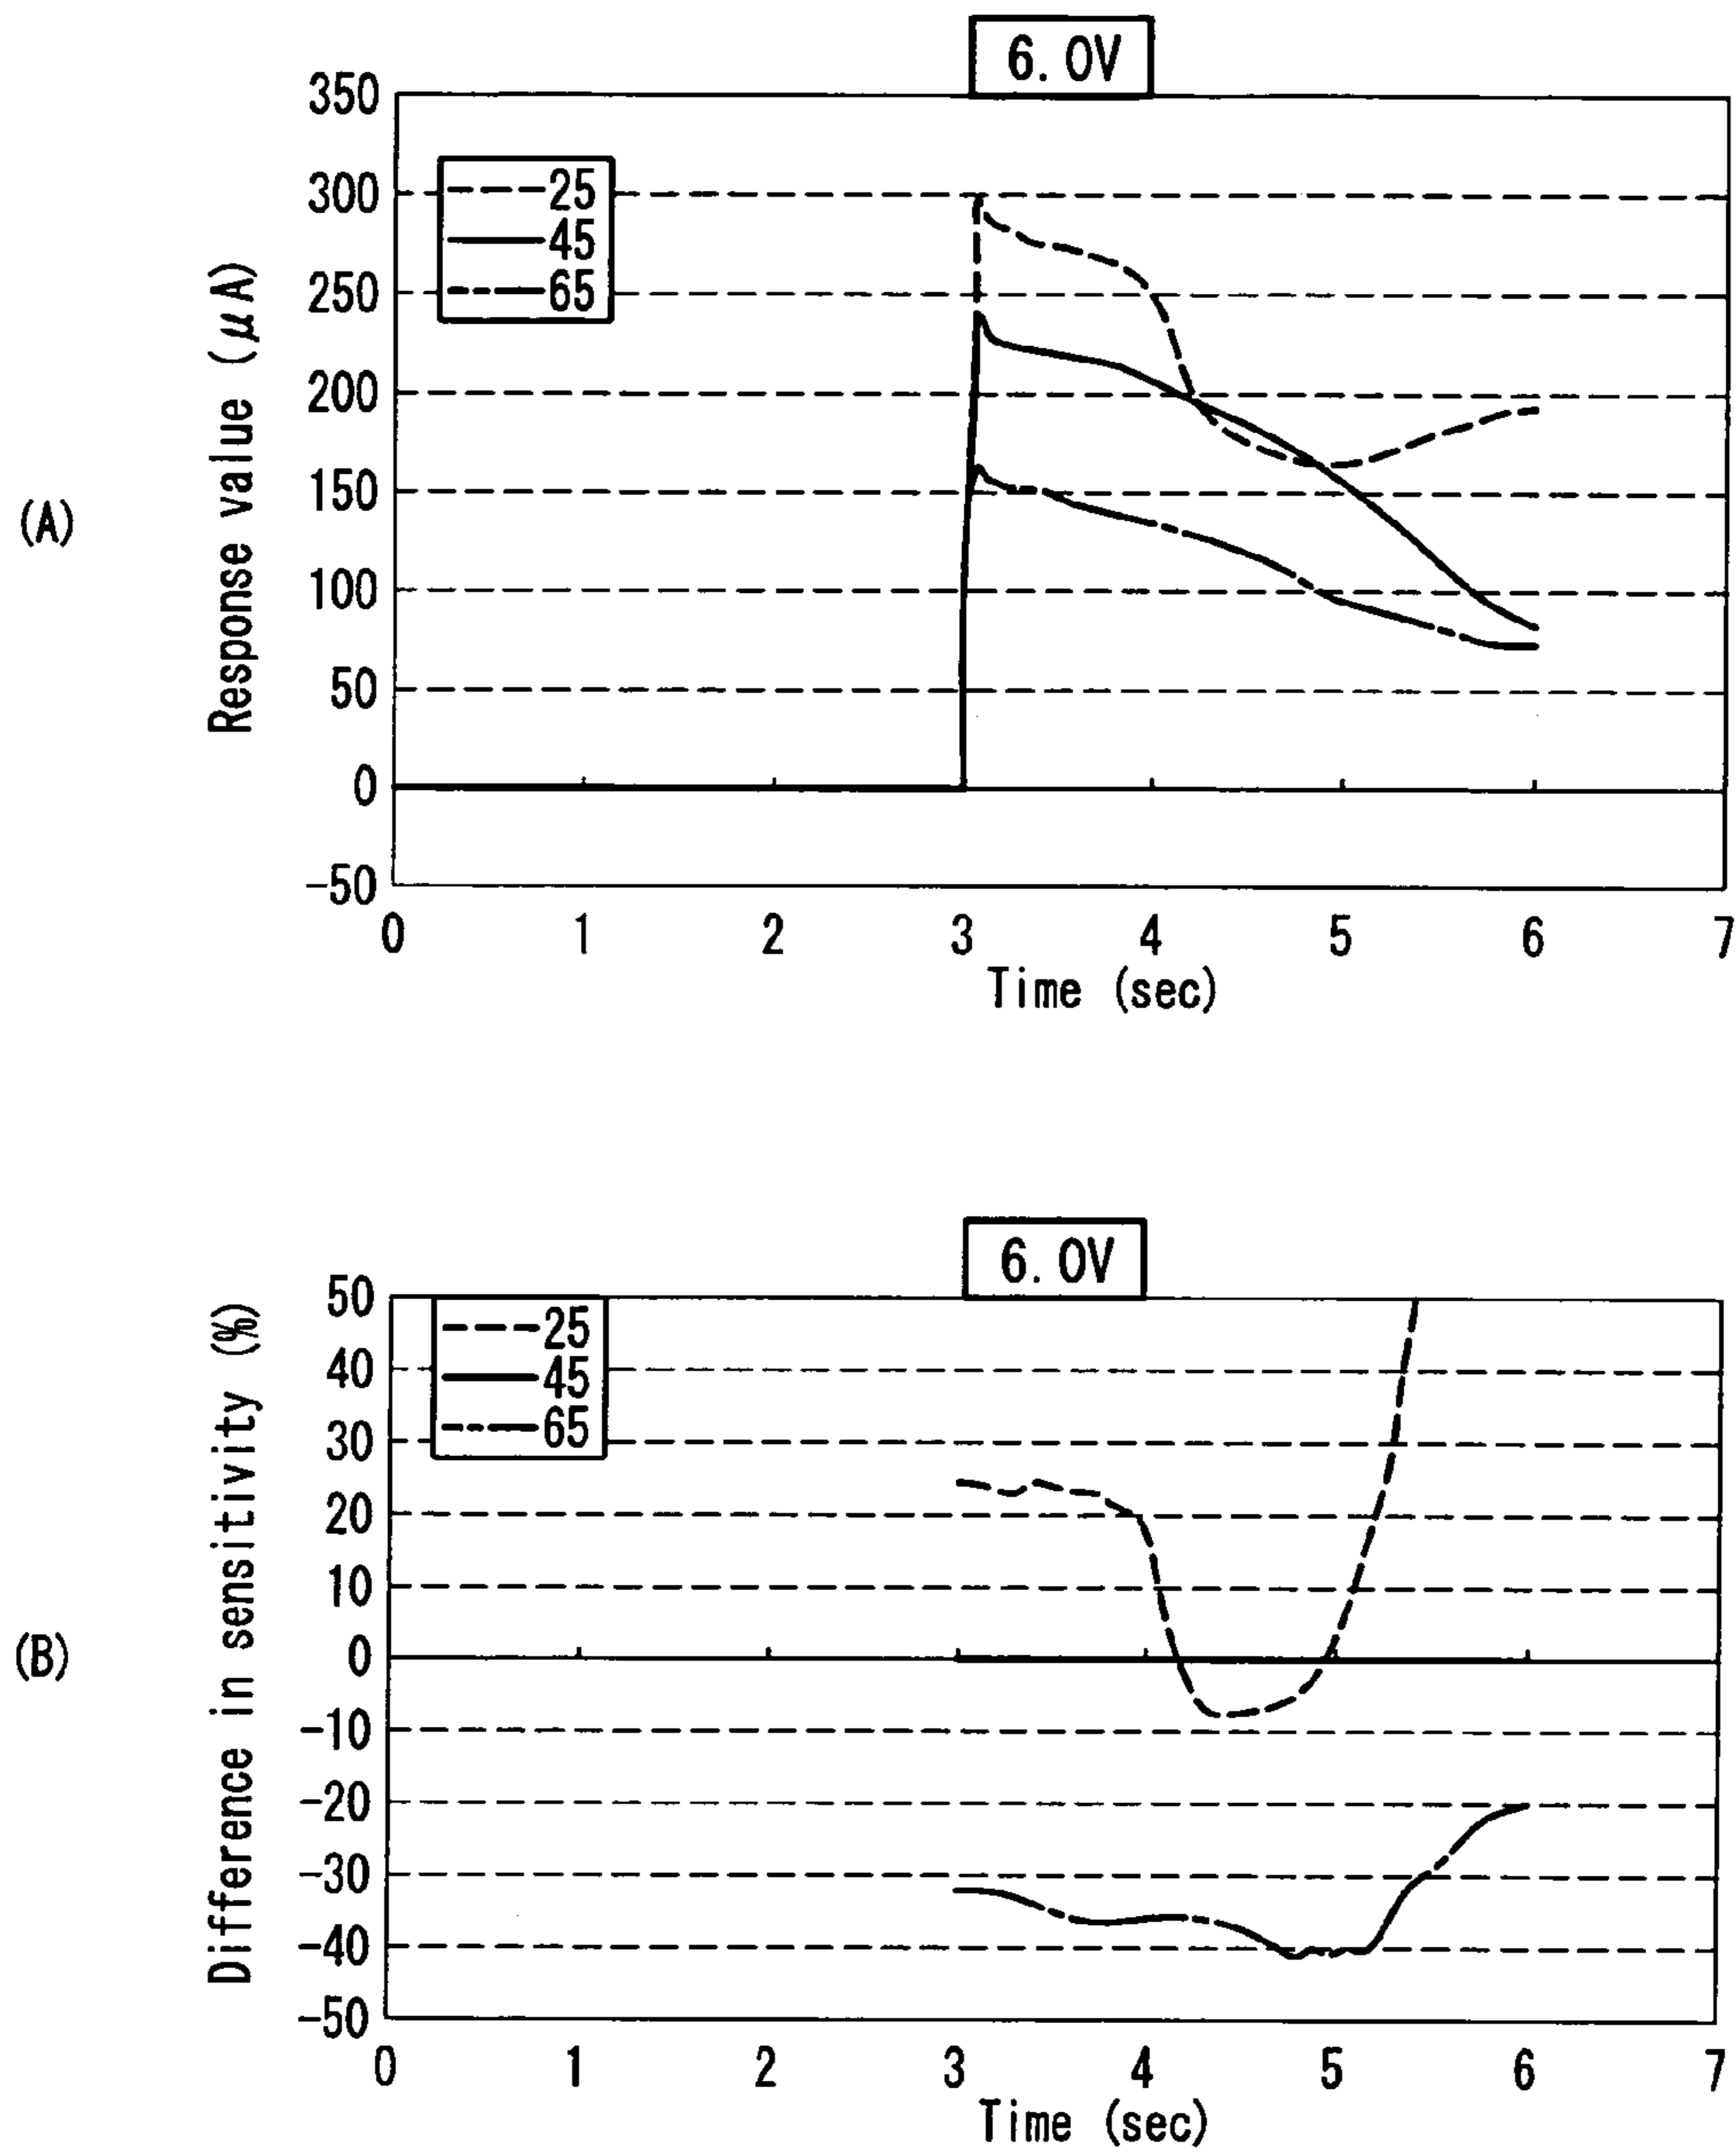 (A)
6.0V
Response value (μA)
350
300
250
200
150
100
50
0
-50
25
45
65
0 1 2 3 4 5 6 7
Time (sec)
(B)
6.0V
Difference in sensitivity (%)
50
40
30
20
10
0
-10
-20
-30
-40
-50
25
45
65
0 1 2 3 4 5 6 7
Time (sec)